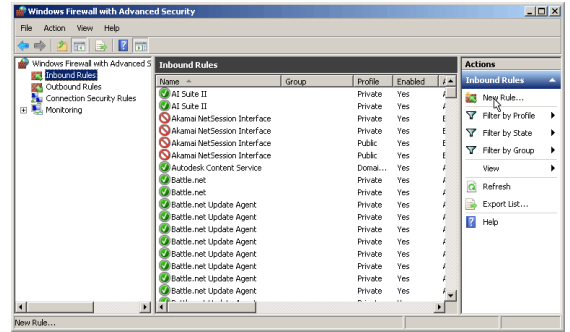 Windows Firewall with Advanced Security
File Action View Help
Windows Firewall with Advanced S
Inbound Rules
Outbound Rules
Connection Security Rules
Monitoring
Inbound Rules
Name Group Profile Enabled
AI Suite II Private Yes
AI Suite II Private Yes
Akamai NetSession Interface Private Yes
Akamai NetSession Interface Private Yes
Akamai NetSession Interface Public Yes
Akamai NetSession Interface Public Yes
Autodesk Content Service Domai... Yes
Battle.net Private Yes
Battle.net Private Yes
Battle.net Update Agent Private Yes
Battle.net Update Agent Private Yes
Battle.net Update Agent Private Yes
Battle.net Update Agent Private Yes
Battle.net Update Agent Private Yes
Battle.net Update Agent Private Yes
Battle.net Update Agent Private Yes
Battle.net Update Agent Private Yes
Actions
Inbound Rules
New Rule...
Filter by Profile
Filter by State
Filter by Group
View
Refresh
Export List...
Help
New Rule...